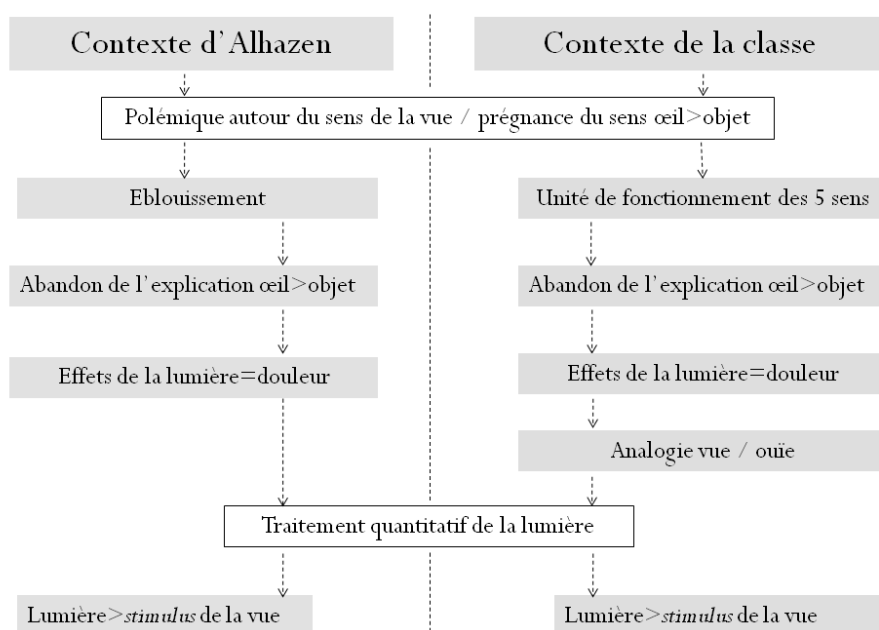 Contexte d'Alhazen
Contexte de la classe
Polémique autour du sens de la vue / prégnance du sens œil>objet
Eblouissement
Unité de fonctionnement des 5 sens
Abandon de l'explication œil>objet
Abandon de l'explication œil>objet
Effets de la lumière=douleur
Effets de la lumière=douleur
Analogie vue / ouïe
Traitement quantitatif de la lumière
Lumière>stimulus de la vue
Lumière>stimulus de la vue